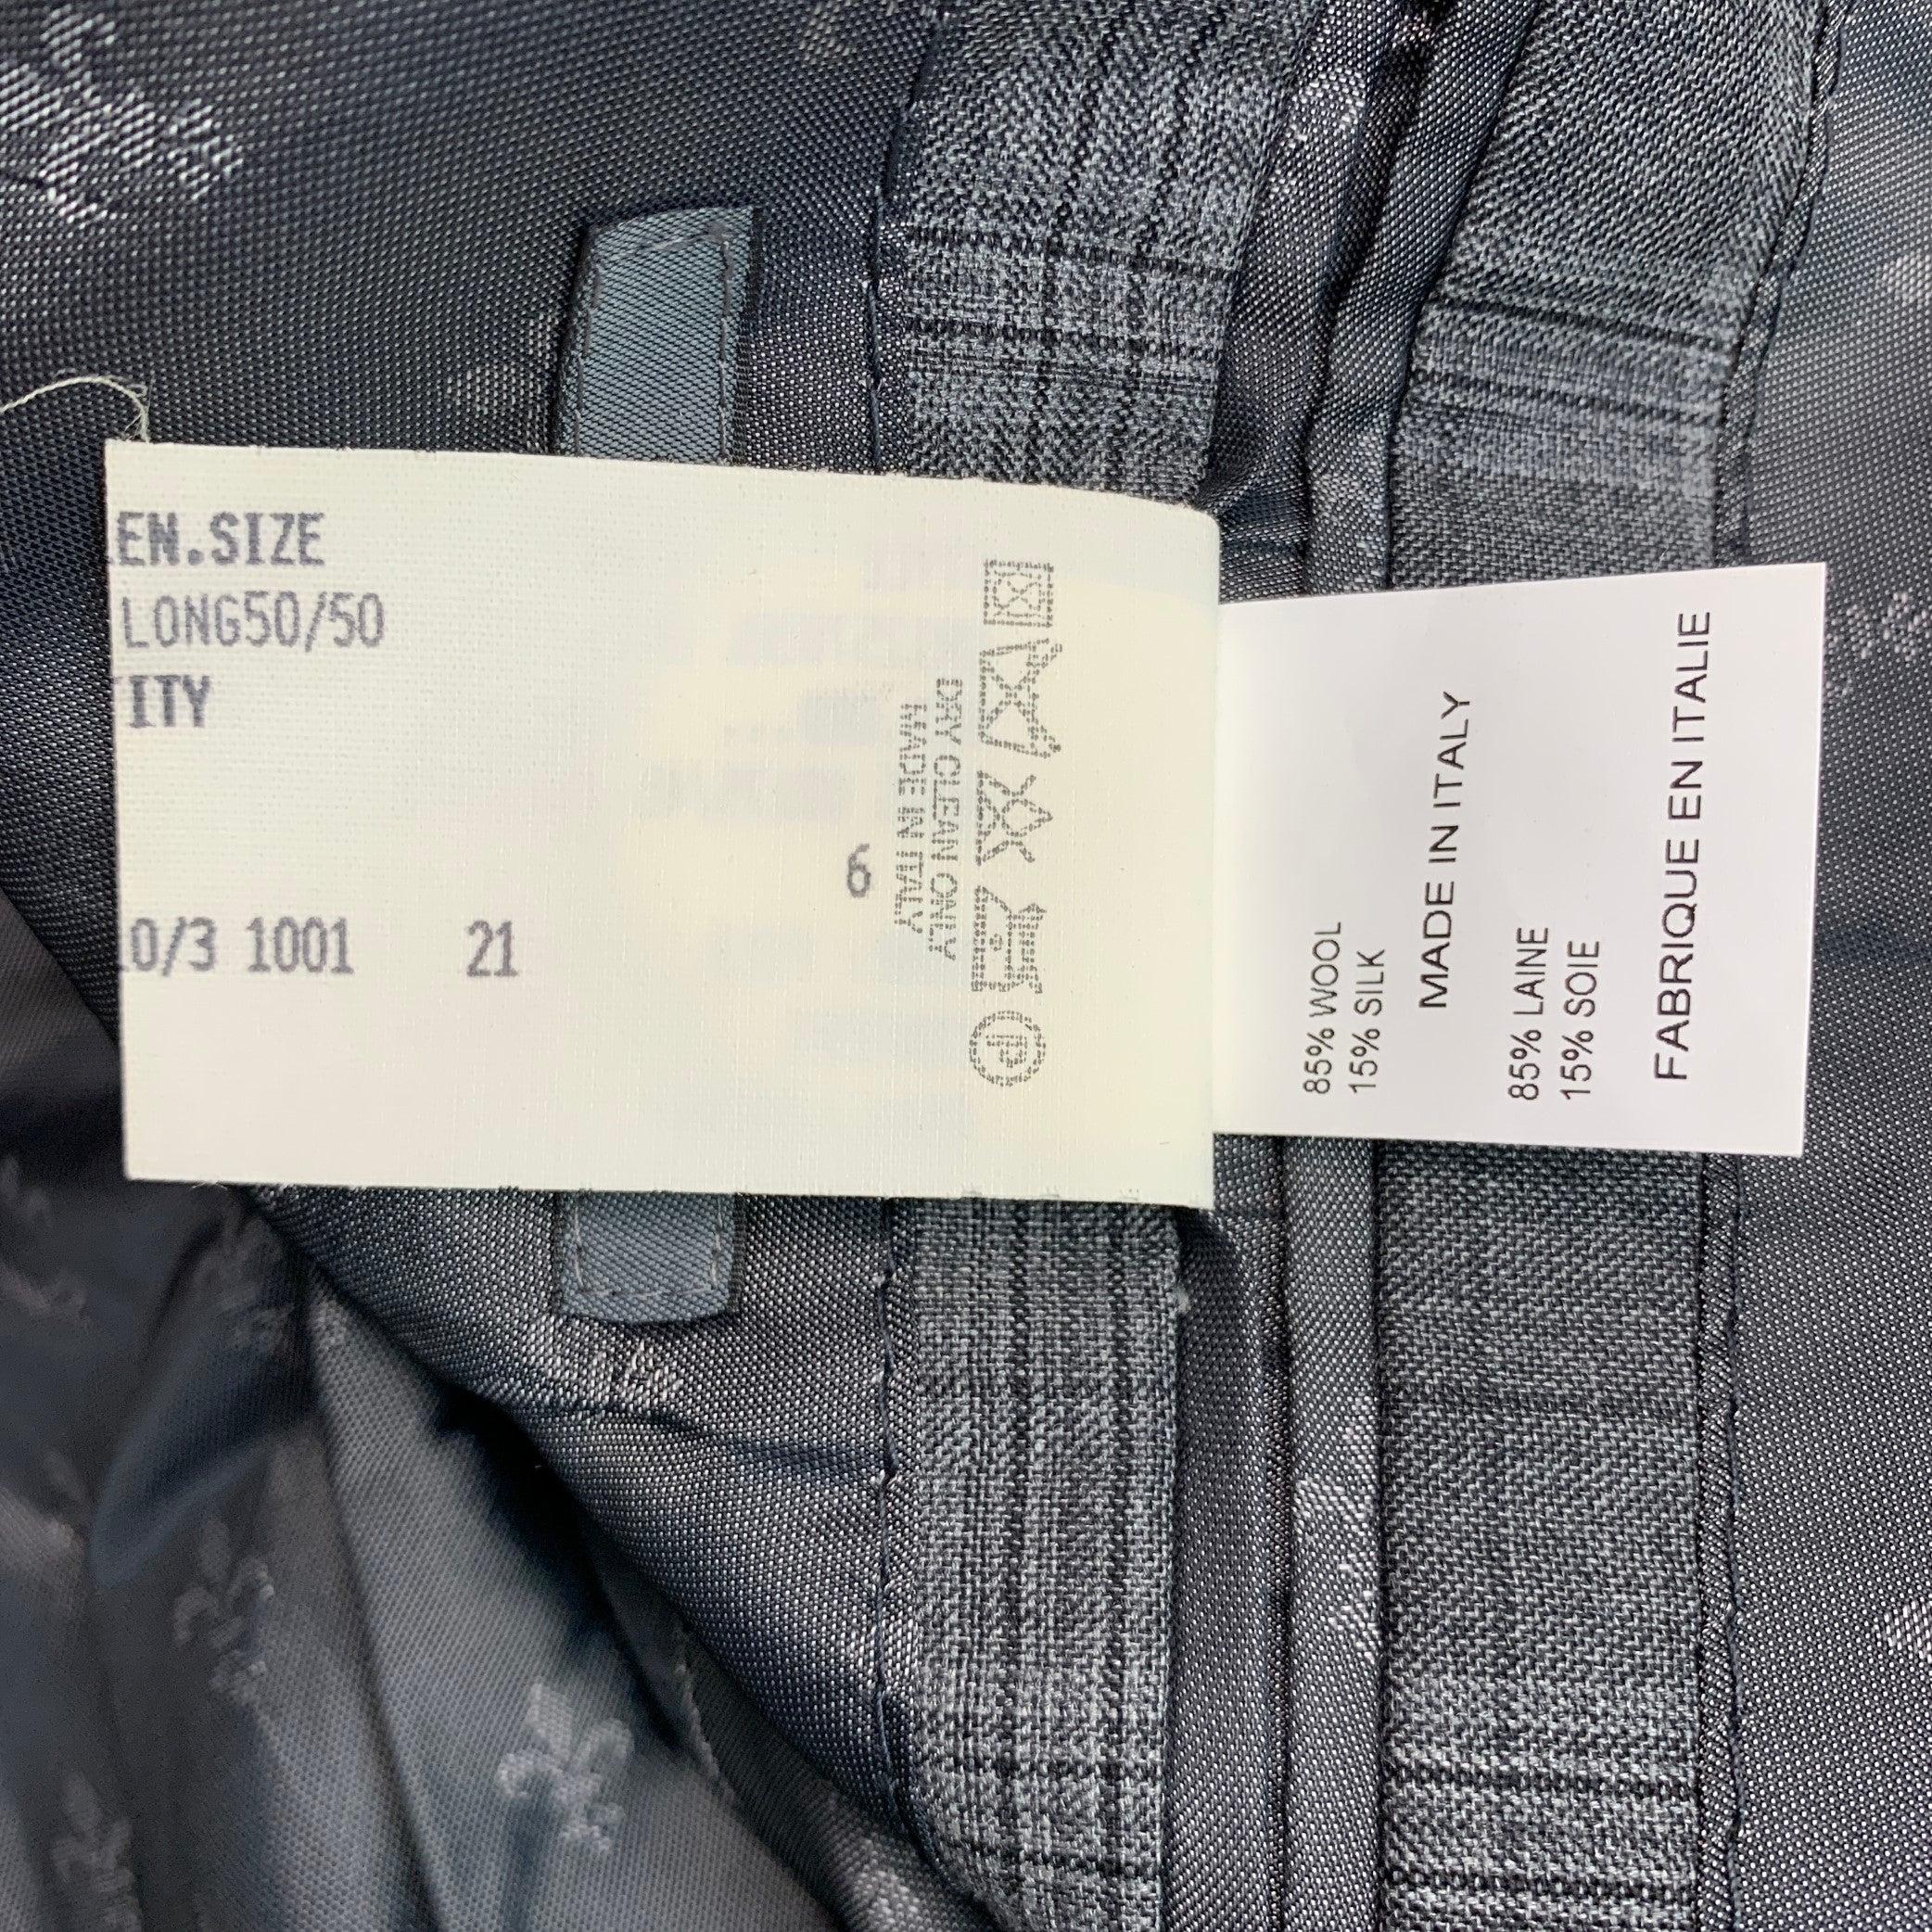 EN.SIZE
LONG50/50
ITY
6
0/3 1001 21
DRY CLEAN ONLY
MADE IN ITALY
85% WOOL
15% SILK
MADE IN ITALY
85% LAINE
15% SOIE
FABRIQUE EN ITALIE